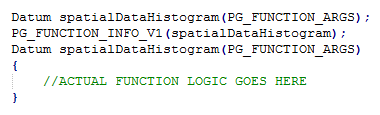 Datum spatialDataHistogram(PG_FUNCTION_ARGS);
PG_FUNCTION_INFO_V1(spatialDataHistogram);
Datum spatialDataHistogram(PG_FUNCTION_ARGS)
{
//ACTUAL FUNCTION LOGIC GOES HERE
}